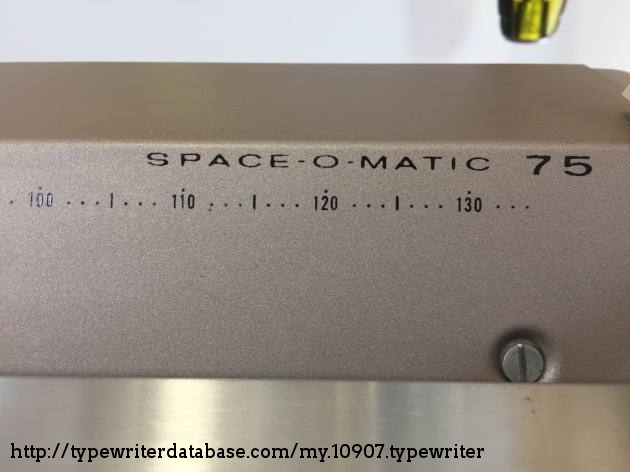 SPACE-O-MATIC 75
. 100 . . . I . . . 110 . . . I . . . 120 . . . I . . . 130 . . .
http://typewriterdatabase.com/my.10907.typewriter